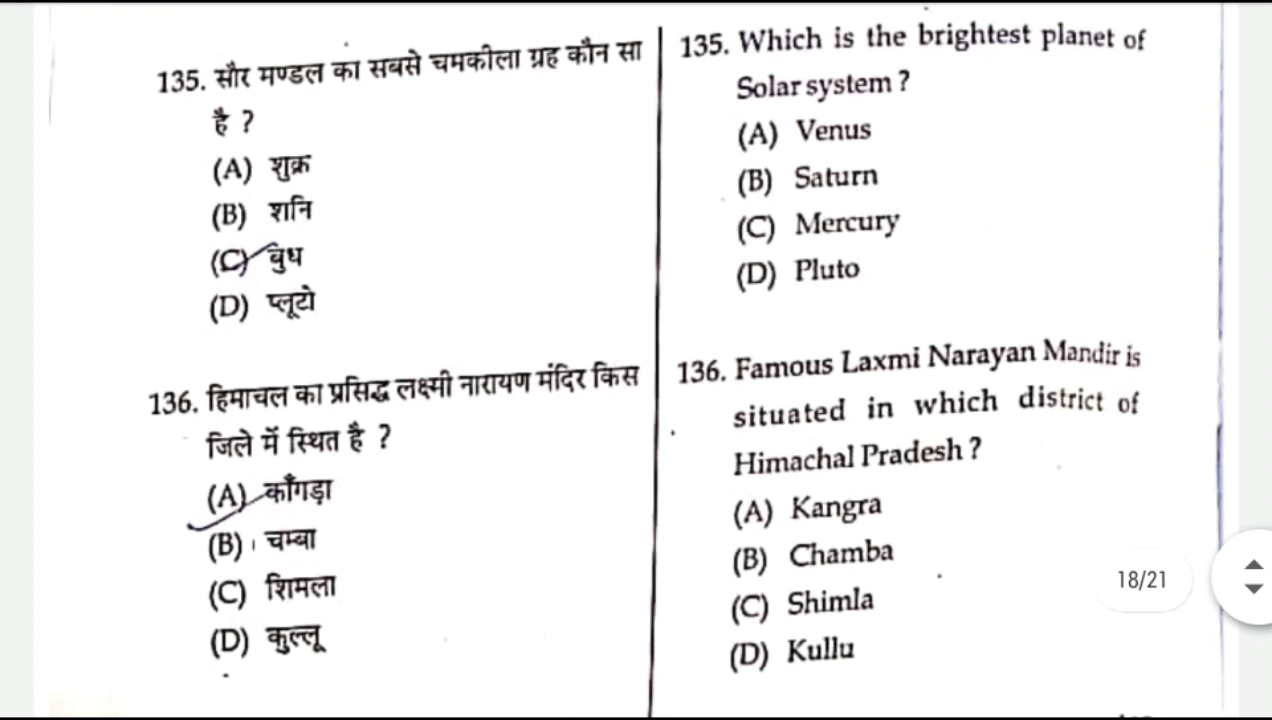 135. सौर मण्डल का सबसे चमकीला ग्रह कौन सा
है ?
(A) शुक्र
(B) शनि
(C) बुध
(D) प्लूटो
136. हिमाचल का प्रसिद्ध लक्ष्मी नारायण मंदिर किस
जिले में स्थित है ?
(A) काँगड़ा
(B) चम्बा
(C) शिमला
(D) कुल्लू
135. Which is the brightest planet of
Solar system ?
(A) Venus
(B) Saturn
(C) Mercury
(D) Pluto
136. Famous Laxmi Narayan Mandir is
situated in which district of
Himachal Pradesh ?
(A) Kangra
(B) Chamba
(C) Shimla
(D) Kullu
18/21